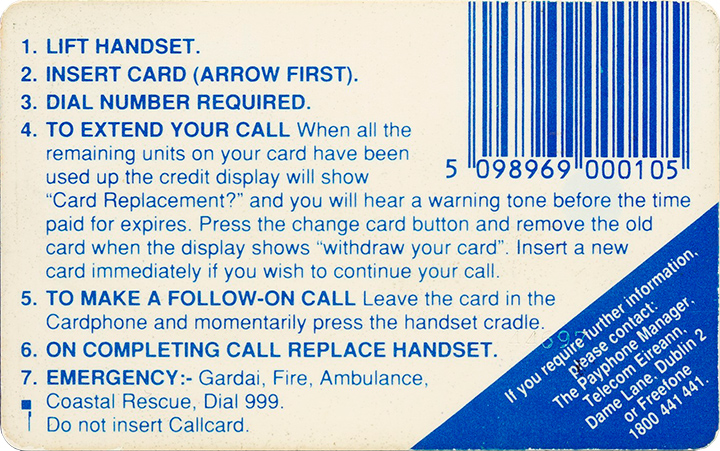 1. LIFT HANDSET.
2. INSERT CARD (ARROW FIRST).
3. DIAL NUMBER REQUIRED.
4. TO EXTEND YOUR CALL When all the
remaining units on your card have been
used up the credit display will show
“Card Replacement?” and you will hear a warning tone before the time
paid for expires. Press the change card button and remove the old
card when the display shows “withdraw your card”. Insert a new
card immediately if you wish to continue your call.
5. TO MAKE A FOLLOW-ON CALL Leave the card in the
Cardphone and momentarily press the handset cradle.
6. ON COMPLETING CALL REPLACE HANDSET.
7. EMERGENCY:- Gardai, Fire, Ambulance,
Coastal Rescue, Dial 999.
Do not insert Callcard.
5 098969 000105
If you require further information,
please contact:
The Payphone Manager,
Telecom Eireann,
Dame Lane, Dublin 2
or Freefone
1800 441 441.